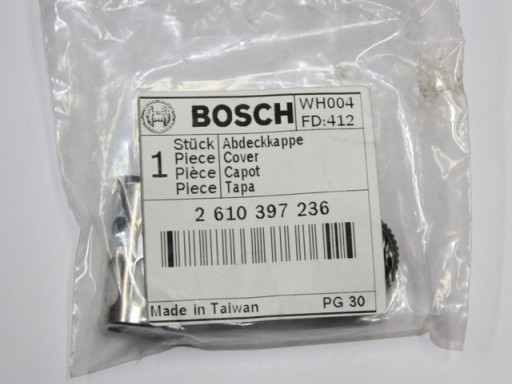 BOSCH WH004
FD:412
1 Stück Abdeckkappe
Piece Cover
Pièce Capot
Piece Tapa
2 610 397 236
Made in Taiwan PG 30